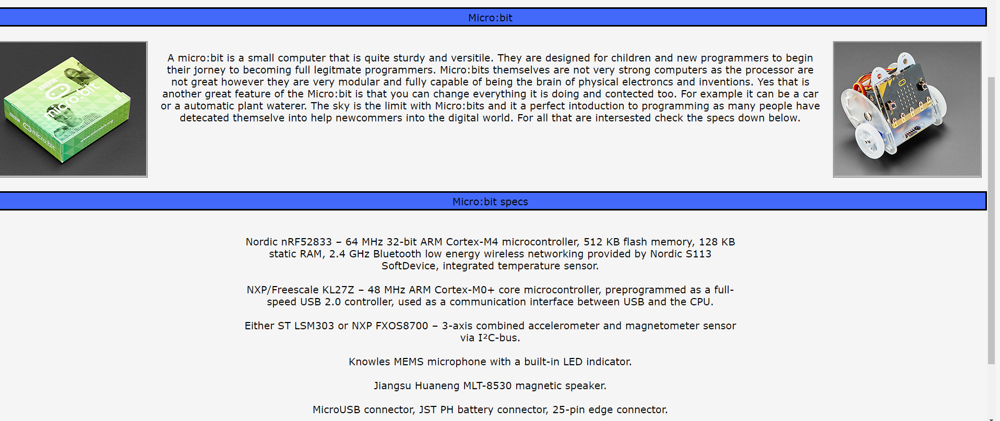 Micro:bit
A micro:bit is a small computer that is quite sturdy and versitile. They are designed for children and new programmers to begin
their jorney to becoming full legitmate programmers. Micro:bits themselves are not very strong computers as the processor are
not great however they are very modular and fully capable of being the brain of physical electroncs and inventions. Yes that is
another great feature of the Micro:bit is that you can change everything it is doing and contected too. For example it can be a car
or a automatic plant waterer. The sky is the limit with Micro:bits and it a perfect intoduction to programming as many people have
detecated themselve into help newcommers into the digital world. For all that are intersested check the specs down below.
BBC
micro:bit
BBC
micro:bit
www.microbit.org
Micro:bit specs
Nordic nRF52833 – 64 MHz 32-bit ARM Cortex-M4 microcontroller, 512 KB flash memory, 128 KB
static RAM, 2.4 GHz Bluetooth low energy wireless networking provided by Nordic S113
SoftDevice, integrated temperature sensor.
NXP/Freescale KL27Z – 48 MHz ARM Cortex-M0+ core microcontroller, preprogrammed as a full-
speed USB 2.0 controller, used as a communication interface between USB and the CPU.
Either ST LSM303 or NXP FXOS8700 – 3-axis combined accelerometer and magnetometer sensor
via I²C-bus.
Knowles MEMS microphone with a built-in LED indicator.
Jiangsu Huaneng MLT-8530 magnetic speaker.
MicroUSB connector, JST PH battery connector, 25-pin edge connector.